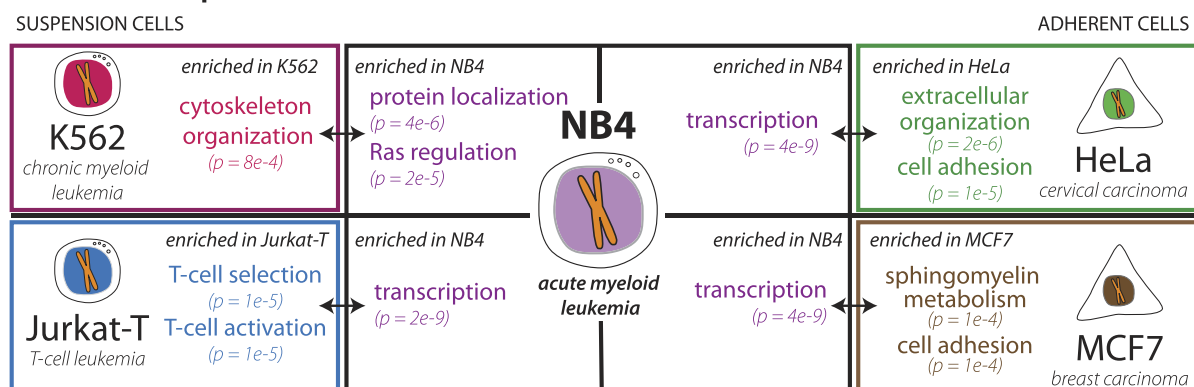 SUSPENSION CELLS
ADHERENT CELLS
enriched in K562
cytoskeleton
organization
(p = 8e-4)
K562
chronic myeloid
leukemia
enriched in NB4
protein localization
(p = 4e-6)
Ras regulation
(p = 2e-5)
NB4
acute myeloid
leukemia
enriched in NB4
transcription
(p = 4e-9)
enriched in HeLa
extracellular
organization
(p = 2e-6)
cell adhesion
(p = 1e-5)
HeLa
cervical carcinoma
enriched in Jurkat-T
T-cell selection
(p = 1e-5)
T-cell activation
(p = 1e-5)
Jurkat-T
T-cell leukemia
enriched in NB4
transcription
(p = 2e-9)
enriched in NB4
transcription
(p = 4e-9)
enriched in MCF7
sphingomyelin
metabolism
(p = 1e-4)
cell adhesion
(p = 1e-4)
MCF7
breast carcinoma